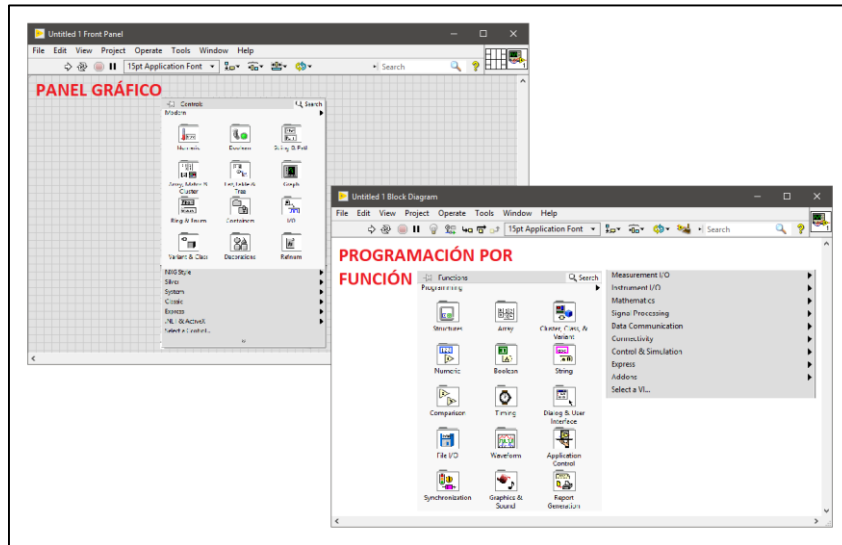 Untitled 1 Front Panel
File Edit View Project Operate Tools Window Help
15pt Application Font
Search
PANEL GRÁFICO
Controls
Search
Modern
Numeric Boolean String & Path
Array, Matrix & Cluster
List, Table & Tree
Graph
Ring & Enum Containers I/O
Variant & Class Decorations Refnum
NXG Style
Silver
System
Classic
Express
.NET & ActiveX
Select a Control...
Untitled 1 Block Diagram
File Edit View Project Operate Tools Window Help
15pt Application Font
Search
PROGRAMACIÓN POR
FUNCIÓN
Functions
Search
Programming
Structures Array Cluster, Class, &
Variant
Numeric Boolean String
Comparison Timing Dialog & User
Interface
File I/O Waveform Application
Control
Synchronization Graphics & Report
Sound Generation
Measurement I/O
Instrument I/O
Mathematics
Signal Processing
Data Communication
Connectivity
Control & Simulation
Express
Addons
Select a VI...